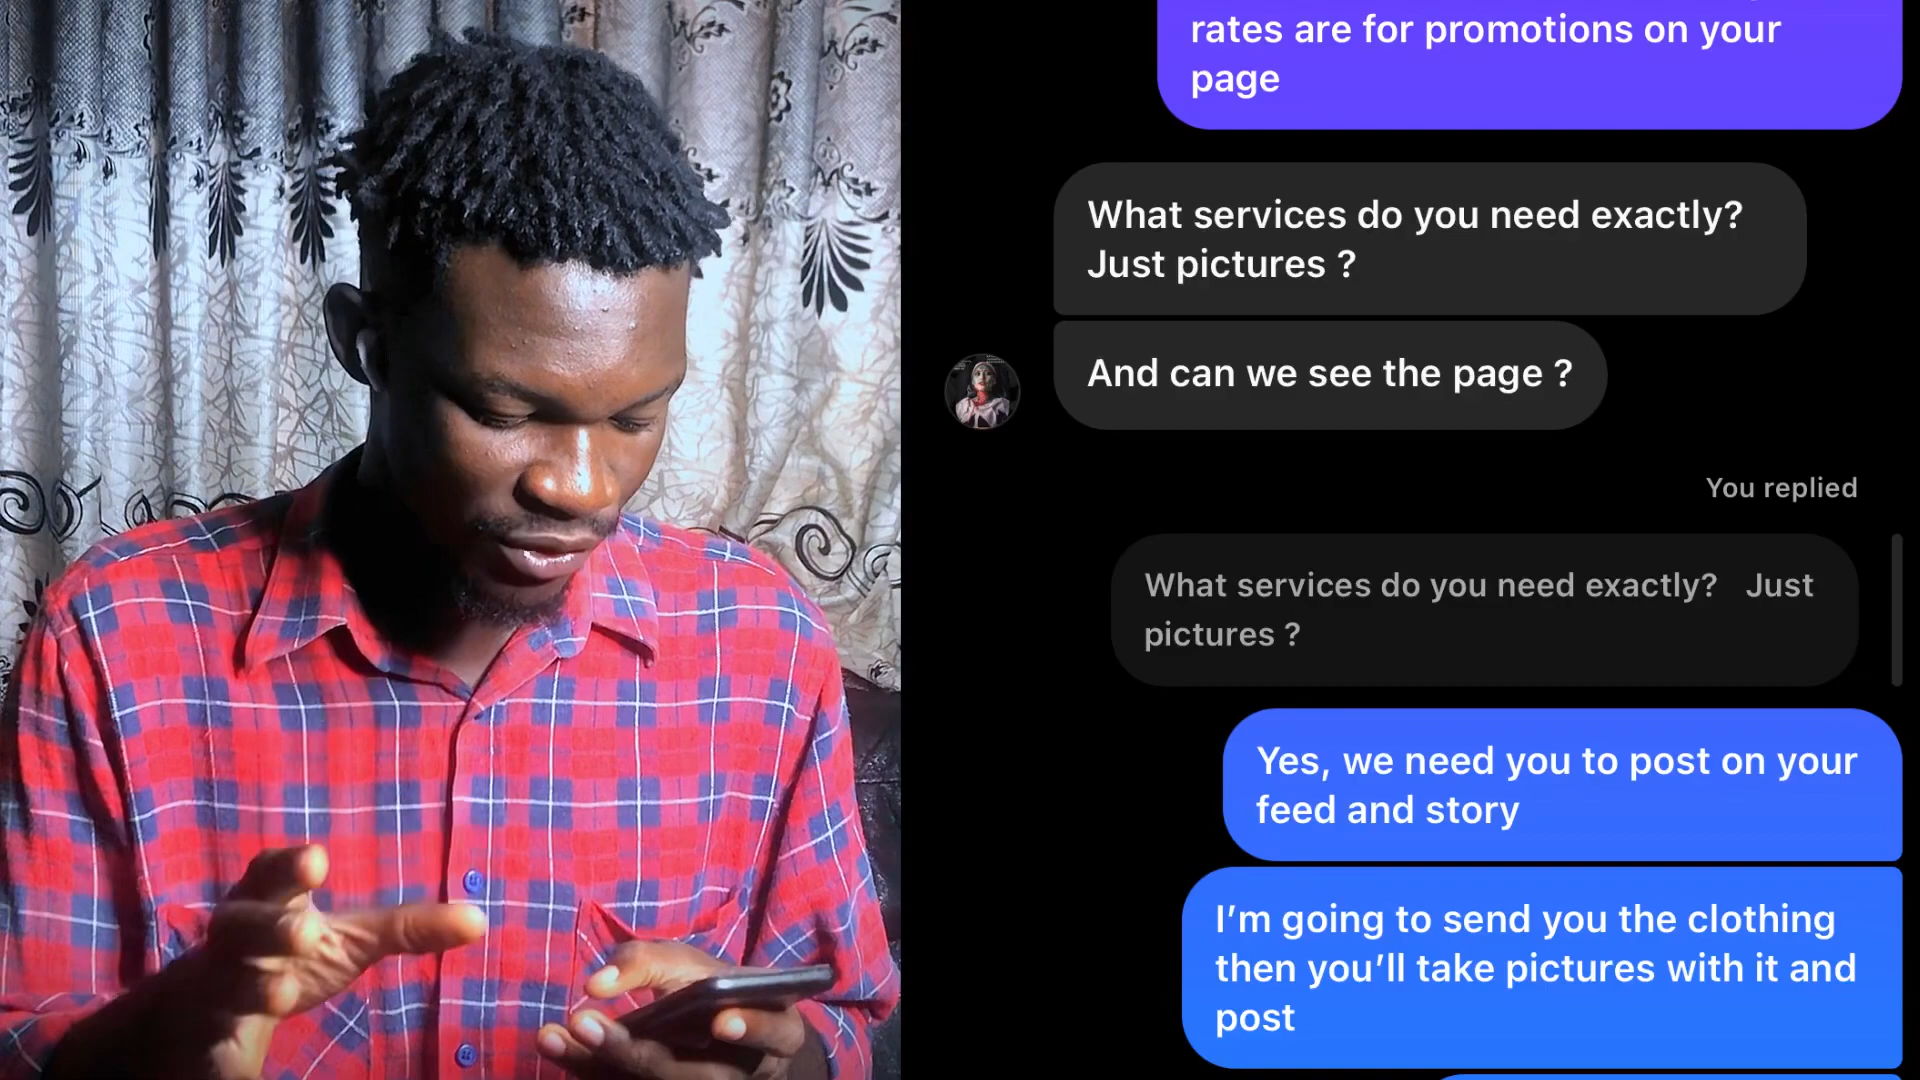 rates are for promotions on your
page
What services do you need exactly?
Just pictures ?
And can we see the page ?
You replied
What services do you need exactly? Just
pictures ?
Yes, we need you to post on your
feed and story
I’m going to send you the clothing
then you’ll take pictures with it and
post